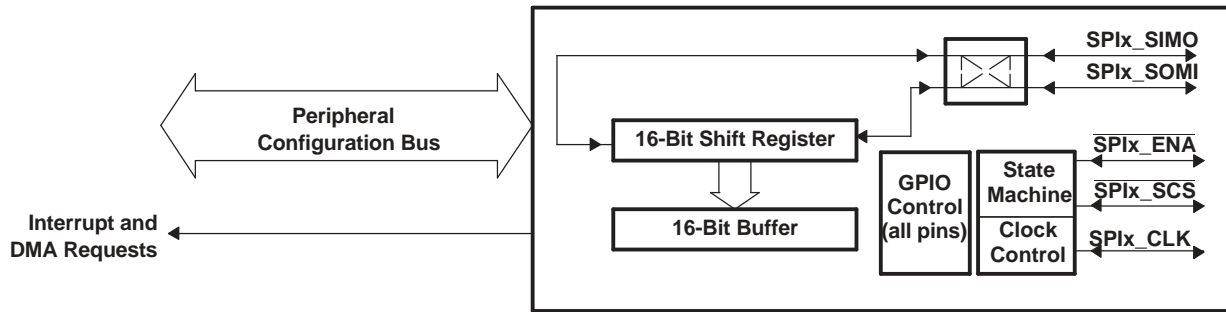 SPIx_SIMO
SPIx_SOMI
Peripheral
Configuration Bus
16-Bit Shift Register
SPIx_ENA
GPIO
Control
(all pins)
State
Machine
SPIx_SCS
Interrupt and
DMA Requests
16-Bit Buffer
Clock
Control
SPIx_CLK